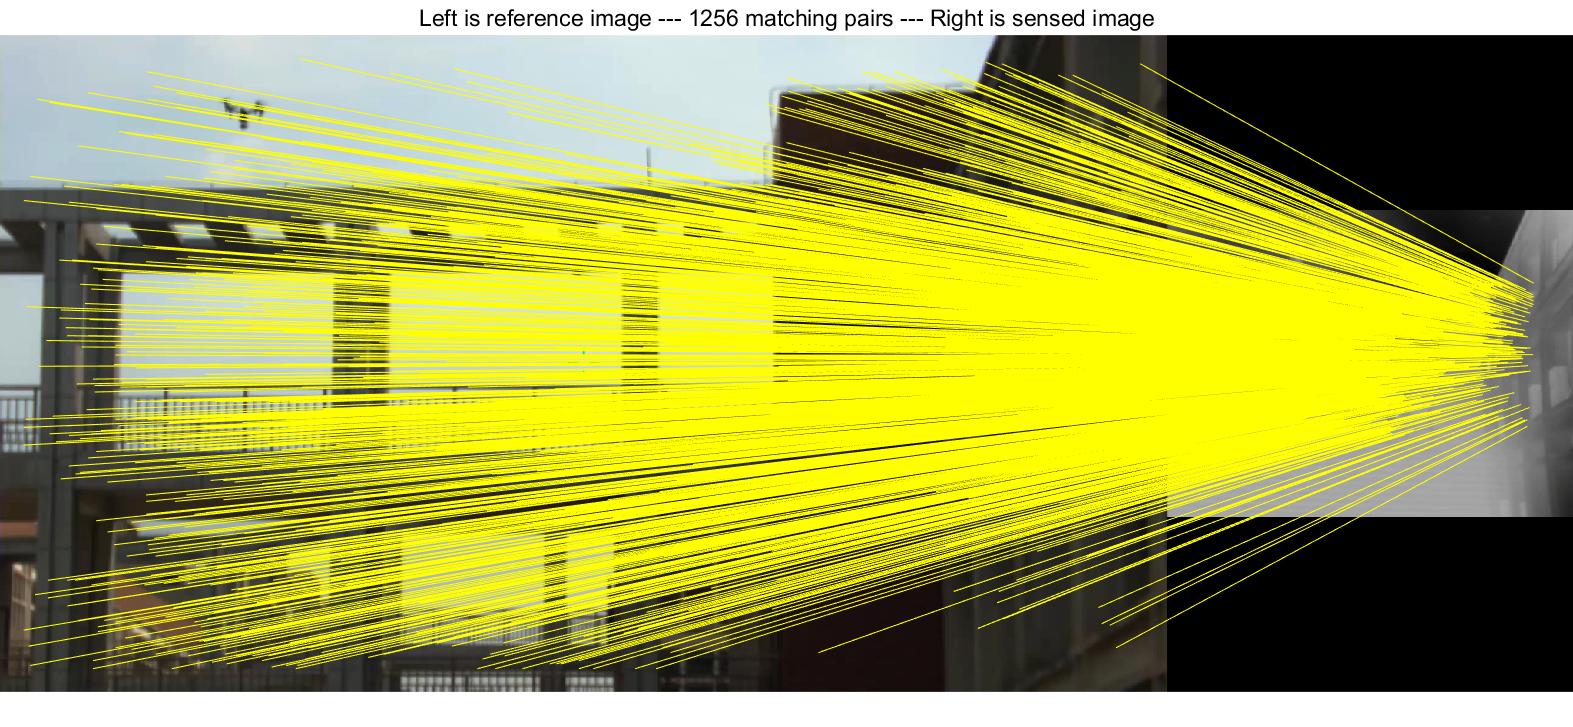 Left is reference image --- 1256 matching pairs --- Right is sensed image